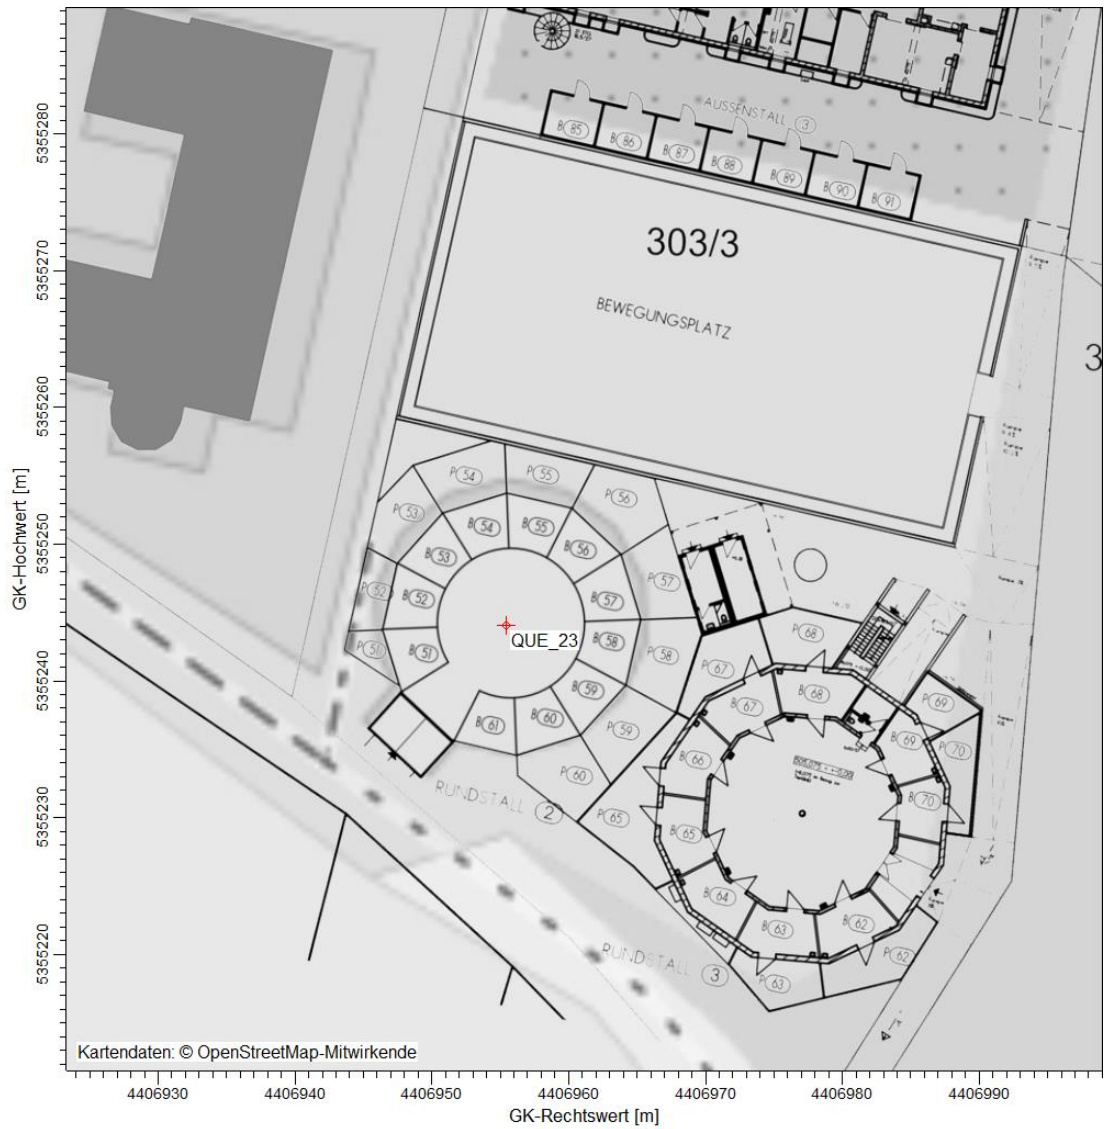 AUSSENSTALL 3
B 85
B 86
B 87
B 88
B 89
B 90
B 91
303/3
BEWEGUNGSPLATZ
3
P 54
P 55
P 56
P 53
B 54
B 55
B 56
B 53
P 52
B 52
B 57
P 57
P 51
B 51
B 58
P 58
QUE_23
B 59
P 59
B 60
B 61
P 60
P 67
P 68
B 67
B 68
P 69
B 69
P 70
B 66
B 70
P 65
B 65
B 64
B 63
B 62
P 63
P 62
RUNDSTALL 2
RUNDSTALL 3
Kartendaten: © OpenStreetMap-Mitwirkende
5355280
5355270
5355260
5355250
5355240
5355230
5355220
GK-Hochwert [m]
4406930
4406940
4406950
4406960
4406970
4406980
4406990
GK-Rechtswert [m]